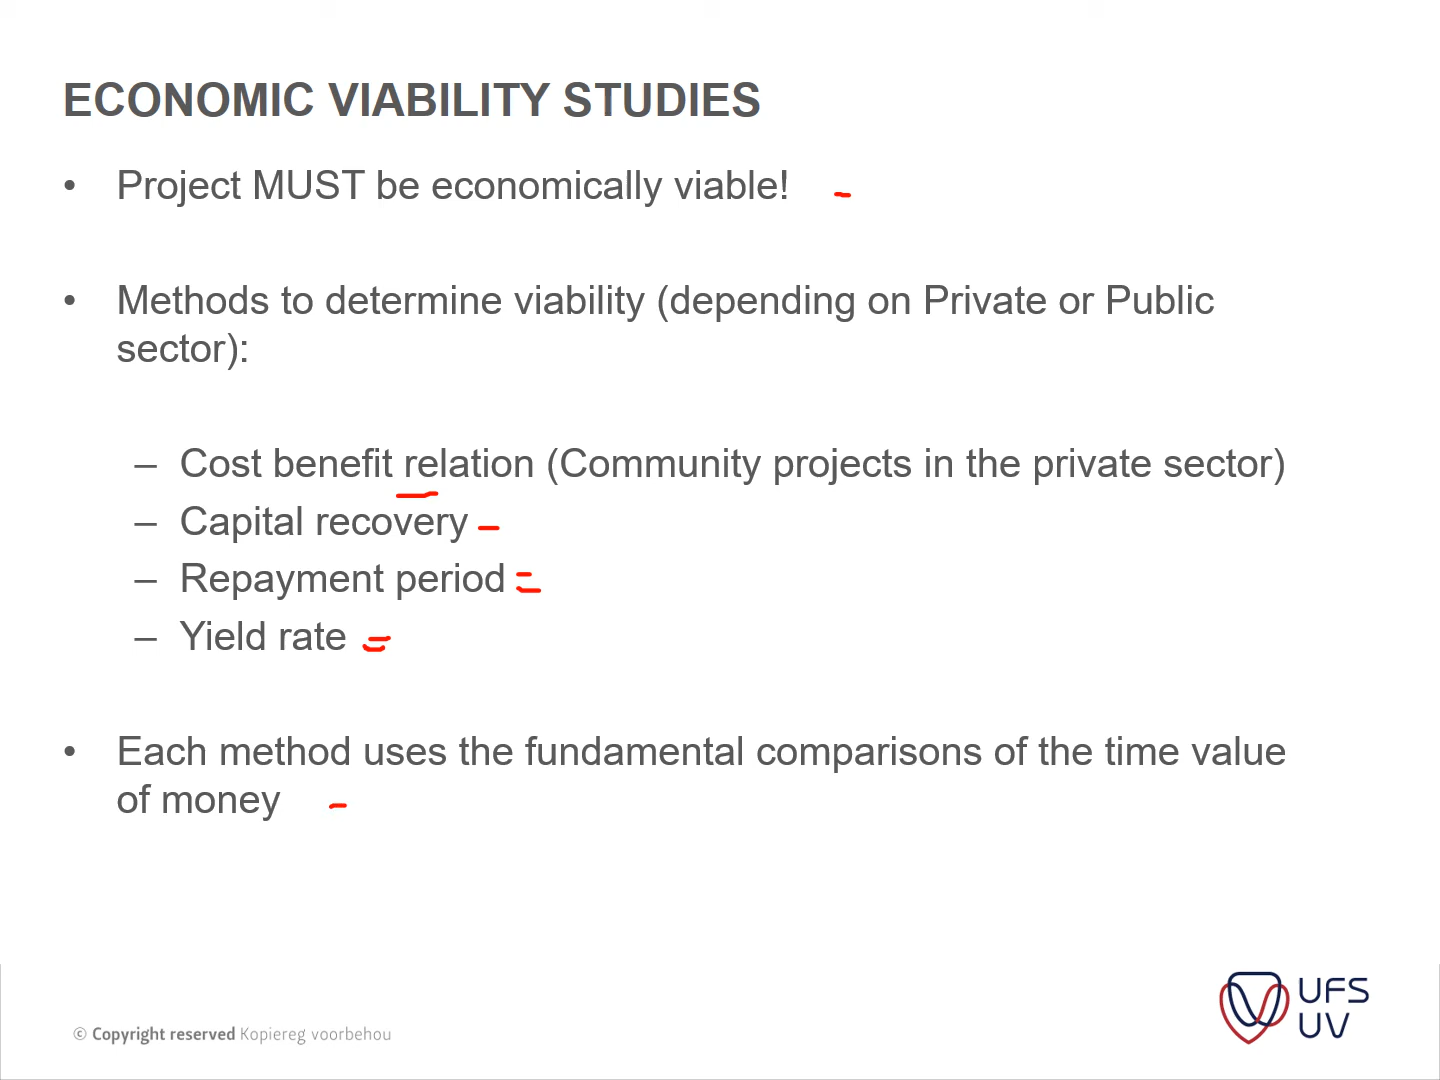 ECONOMIC VIABILITY STUDIES
• Project MUST be economically viable!
• Methods to determine viability (depending on Private or Public
sector):
– Cost benefit relation (Community projects in the private sector)
– Capital recovery
– Repayment period
– Yield rate
• Each method uses the fundamental comparisons of the time value
of money
© Copyright reserved Kopiereg voorbehou
UFS
UV